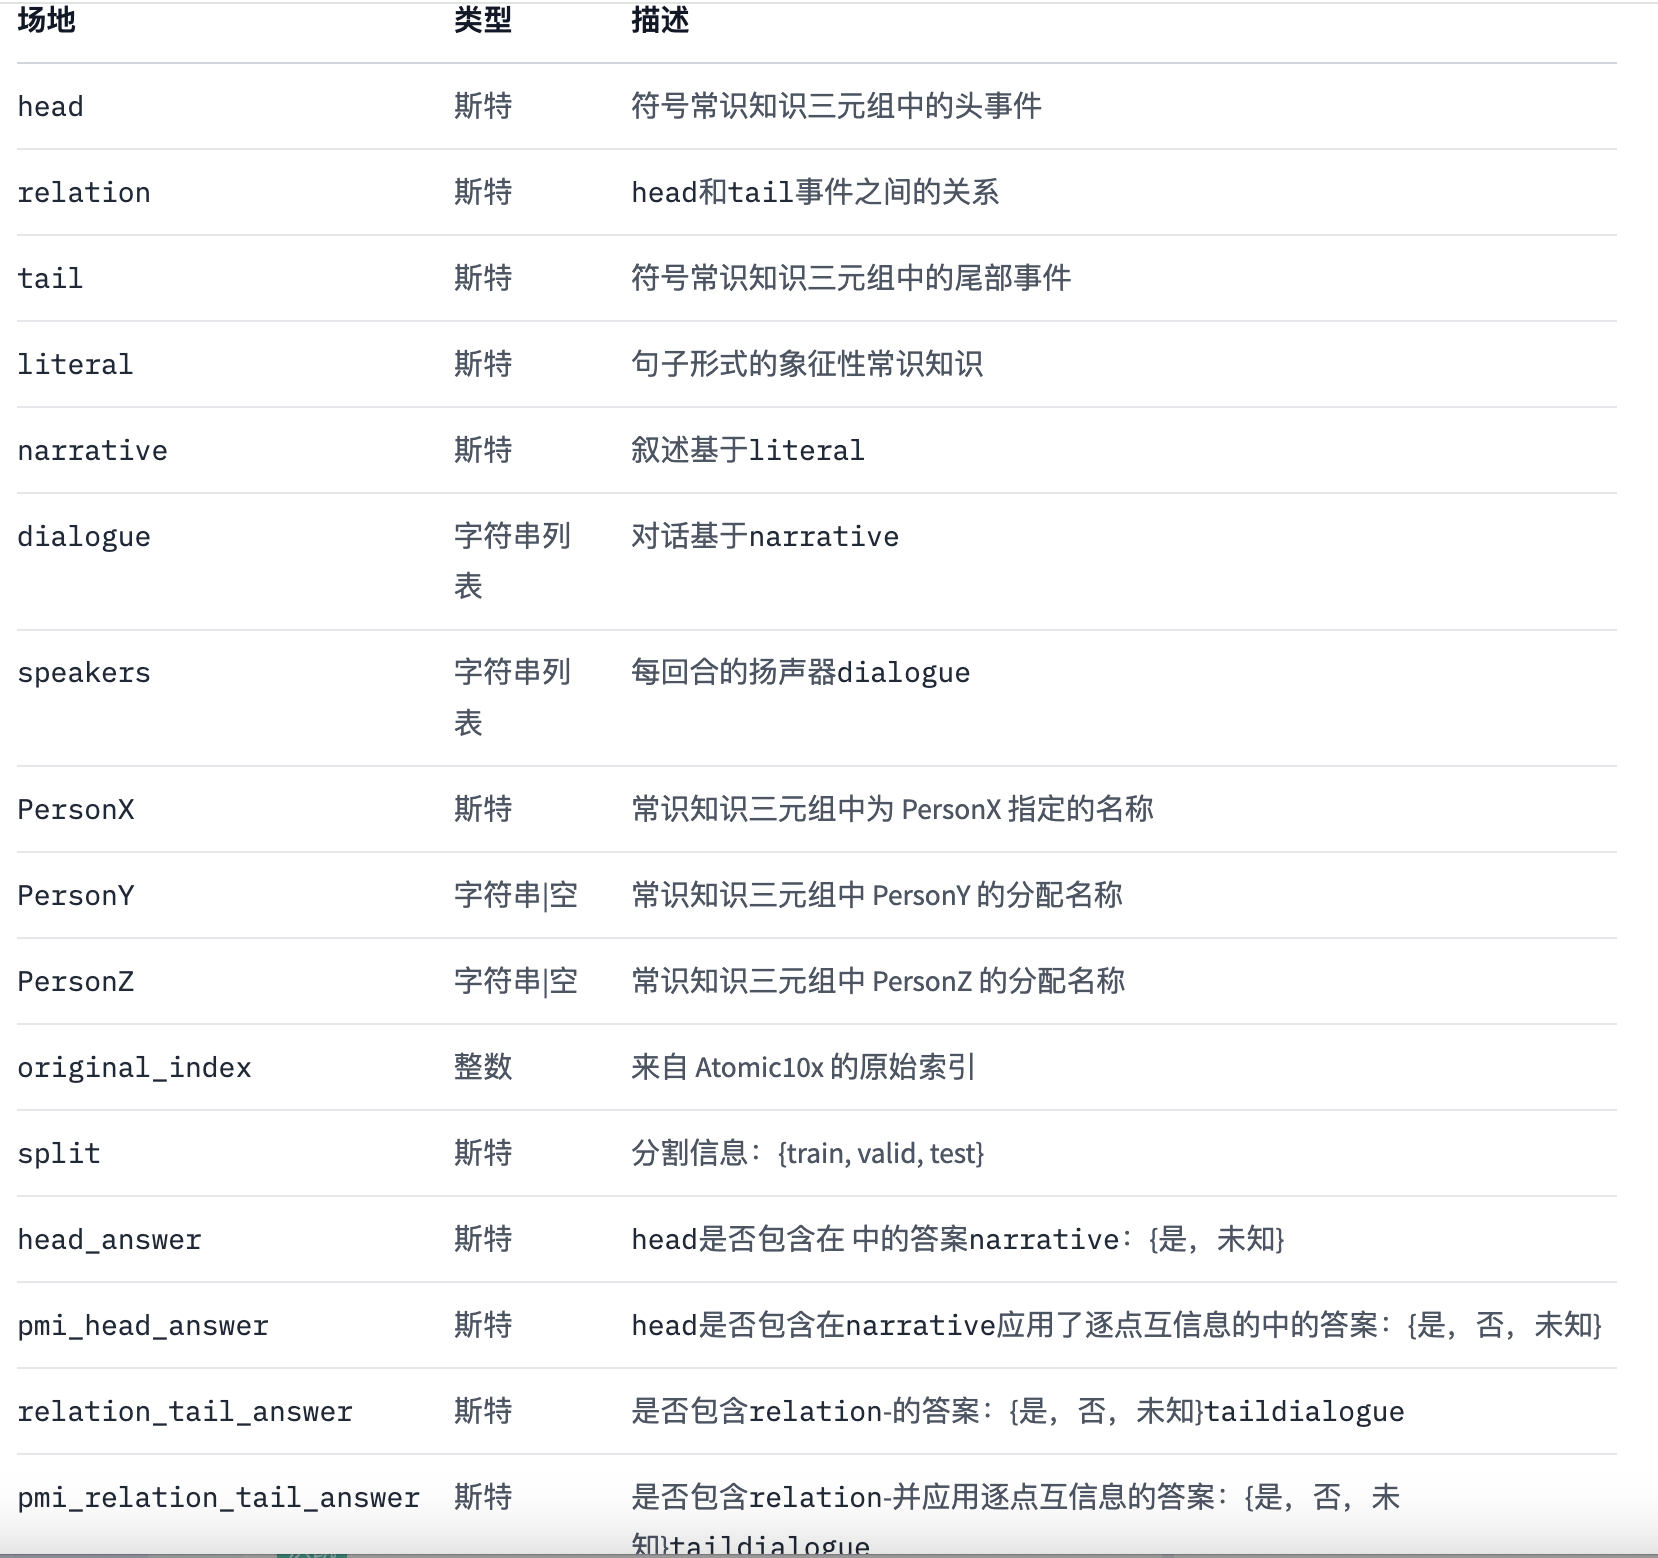 场地 类型 描述
head 斯特 符号常识知识三元组中的头事件
relation 斯特 head和tail事件之间的关系
tail 斯特 符号常识知识三元组中的尾部事件
literal 斯特 句子形式的象征性常识知识
narrative 斯特 叙述基于literal
dialogue 字符串列 对话基于narrative
表
speakers 字符串列 每回合的扬声器dialogue
表
PersonX 斯特 常识知识三元组中为 PersonX 指定的名称
PersonY 字符串|空 常识知识三元组中 PersonY 的分配名称
PersonZ 字符串|空 常识知识三元组中 PersonZ 的分配名称
original_index 整数 来自 Atomic10x 的原始索引
split 斯特 分割信息：{train, valid, test}
head_answer 斯特 head是否包含在 中的答案narrative：{是，未知}
pmi_head_answer 斯特 head是否包含在narrative应用了逐点互信息的中的答案：{是，否，未知}
relation_tail_answer 斯特 是否包含relation-的答案：{是，否，未知}taildialogue
pmi_relation_tail_answer 斯特 是否包含relation-并应用逐点互信息的答案：{是，否，未
知}taildialogue